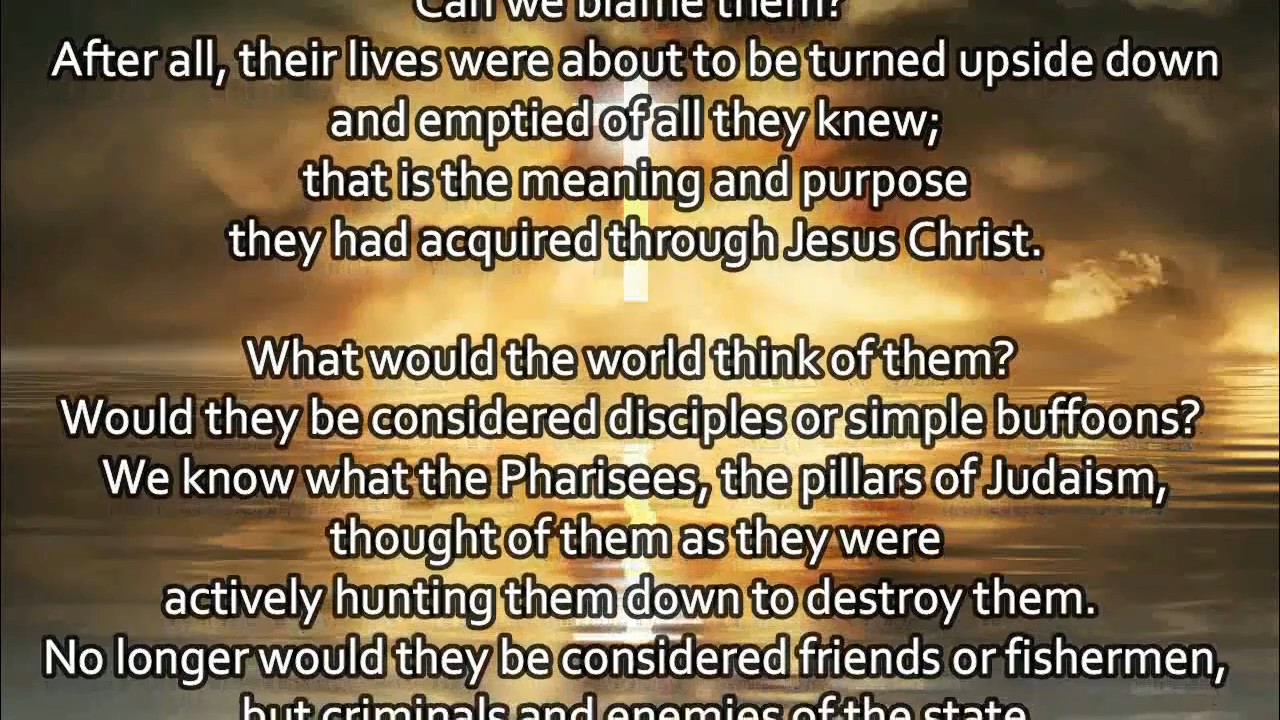 Can we blame them?
After all, their lives were about to be turned upside down
and emptied of all they knew;
that is the meaning and purpose
they had acquired through Jesus Christ.
What would the world think of them?
Would they be considered disciples or simple buffoons?
We know what the Pharisees, the pillars of Judaism,
thought of them as they were
actively hunting them down to destroy them.
No longer would they be considered friends or fishermen,
but criminals and enemies of the state